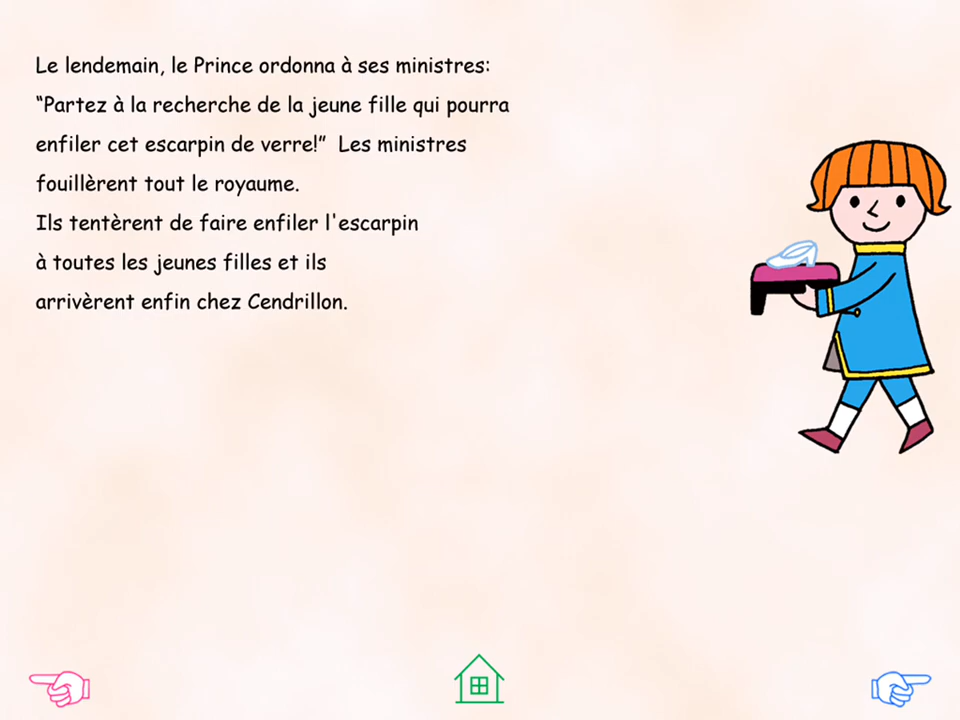 Le lendemain, le Prince ordonna à ses ministres:
“Partez à la recherche de la jeune fille qui pourra
enfiler cet escarpin de verre!”  Les ministres
fouillèrent tout le royaume.
Ils tentèrent de faire enfiler l'escarpin
à toutes les jeunes filles et ils
arrivèrent enfin chez Cendrillon.